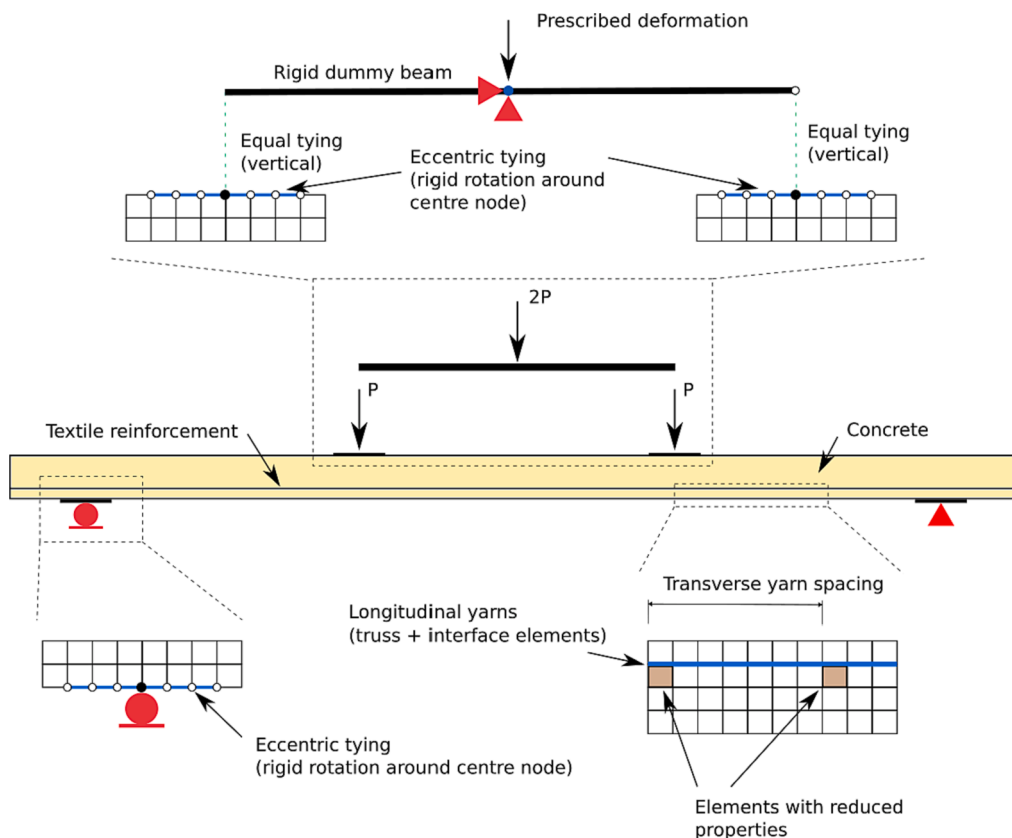 Prescribed deformation
Rigid dummy beam
Equal tying
(vertical)
Eccentric tying
(rigid rotation around
centre node)
Equal tying
(vertical)
2P
P
P
Textile reinforcement
Concrete
Transverse yarn spacing
Longitudinal yarns
(truss + interface elements)
Eccentric tying
(rigid rotation around centre node)
Elements with reduced
properties